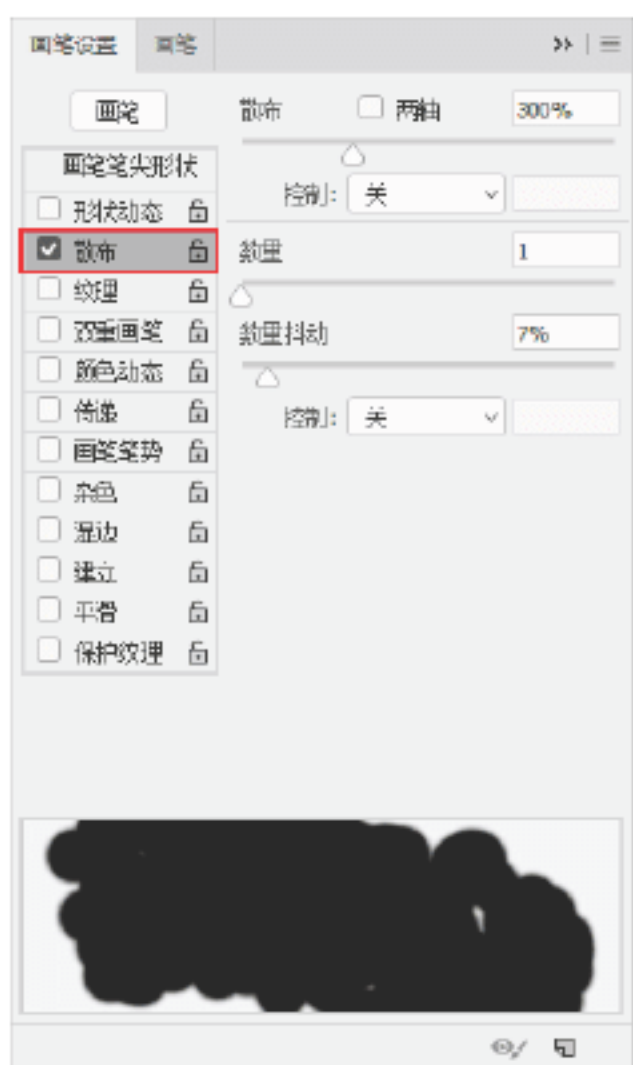 画笔设置 画笔
画笔
画笔笔尖形状
形状动态
散布
纹理
双重画笔
颜色动态
传递
画笔笔势
杂色
湿边
建立
平滑
保护纹理
散布 两轴 300%
控制: 关
数量 1
数量抖动 7%
控制: 关